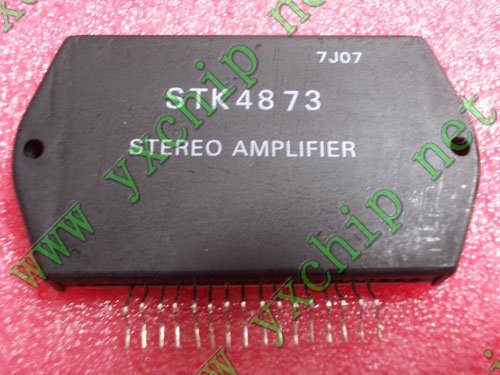 7J07
STK4873
STEREO AMPLIFIER
www yxchip net
www yxchip net